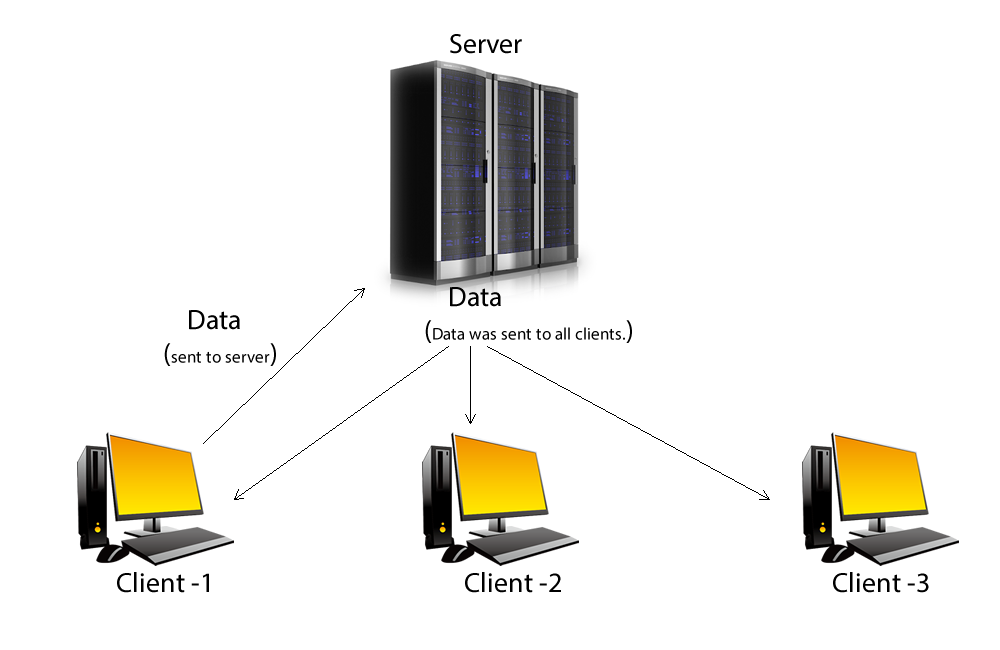 Server
Data
(Data was sent to all clients.)
Data
(sent to server)
Client -1
Client -2
Client -3